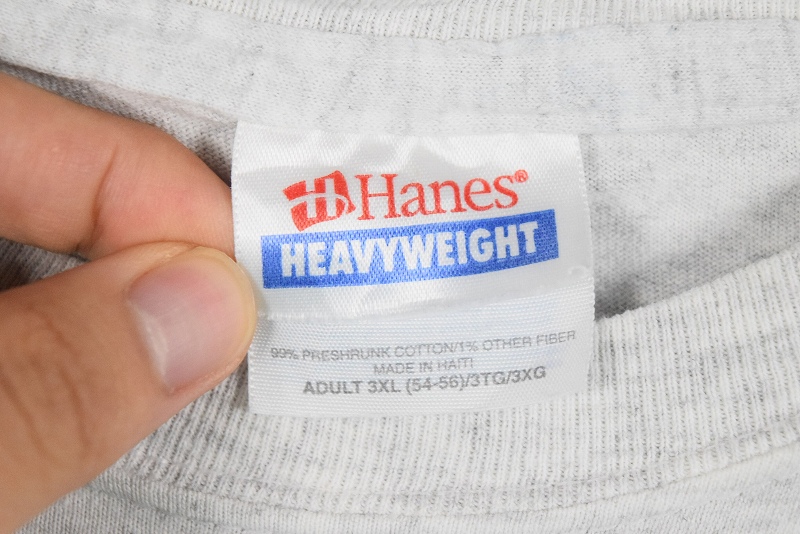 Hanes®
HEAVYWEIGHT
99% PRESHRUNK COTTON/1% OTHER FIBER
MADE IN HAITI
ADULT 3XL (54-56)/3TG/3XG